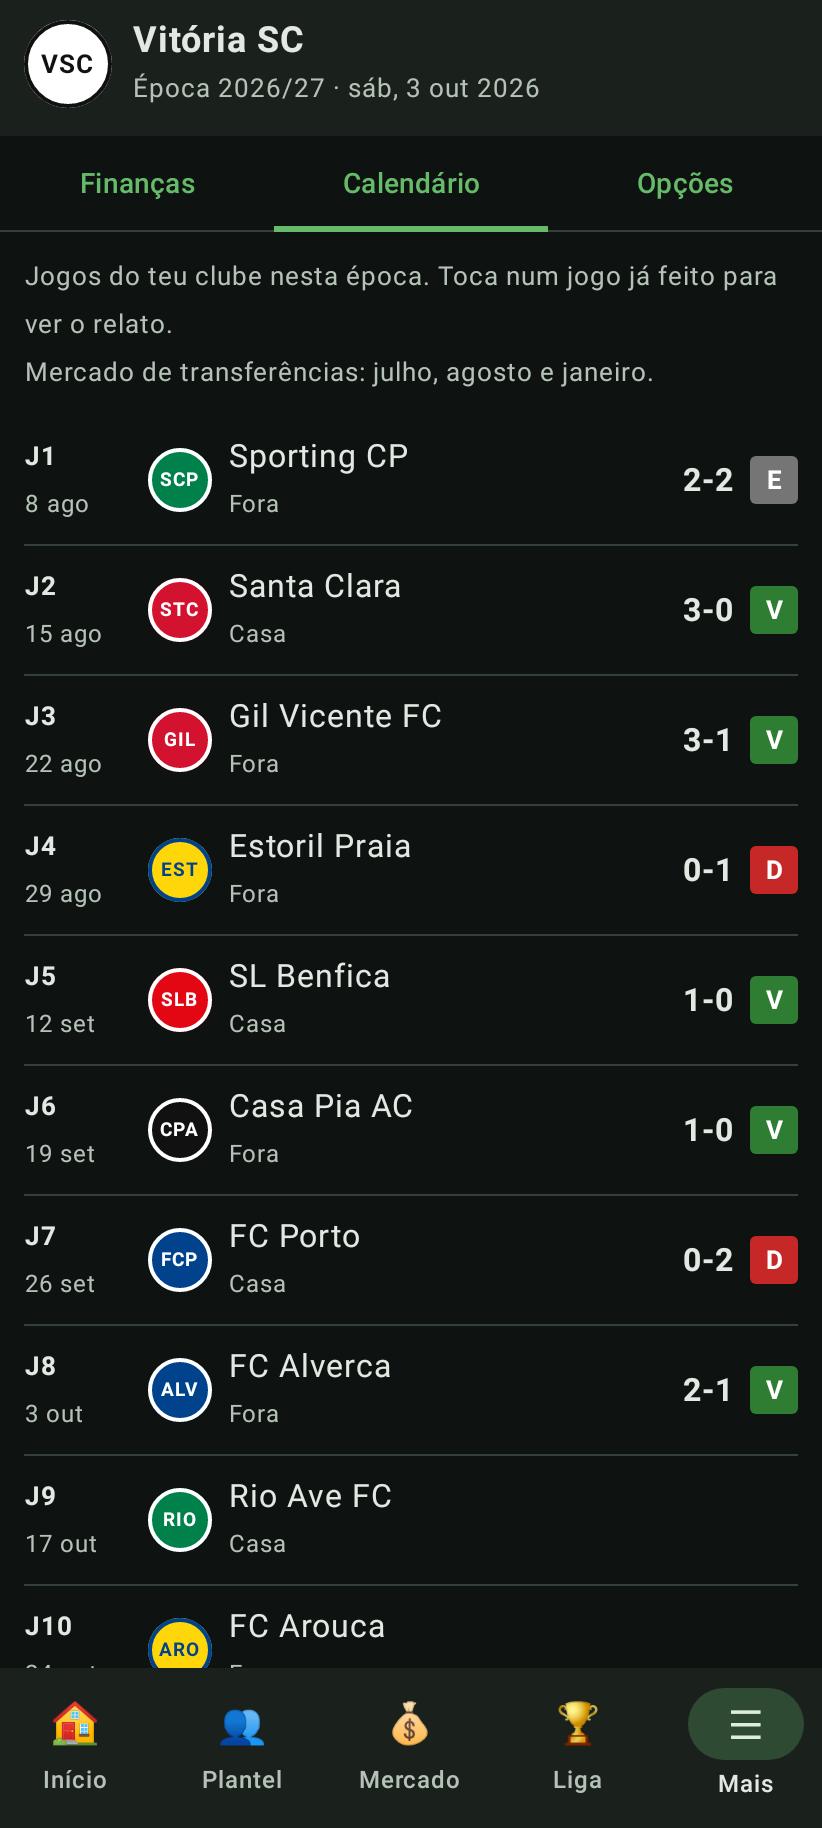 VSC
Vitória SC
Época 2026/27 · sáb, 3 out 2026
Finanças
Calendário
Opções
Jogos do teu clube nesta época. Toca num jogo já feito para
ver o relato.
Mercado de transferências: julho, agosto e janeiro.
J1
8 ago
SCP
Sporting CP
Fora
2-2
E
J2
15 ago
STC
Santa Clara
Casa
3-0
V
J3
22 ago
GIL
Gil Vicente FC
Fora
3-1
V
J4
29 ago
EST
Estoril Praia
Fora
0-1
D
J5
12 set
SLB
SL Benfica
Casa
1-0
V
J6
19 set
CPA
Casa Pia AC
Fora
1-0
V
J7
26 set
FCP
FC Porto
Casa
0-2
D
J8
3 out
ALV
FC Alverca
Fora
2-1
V
J9
17 out
RIO
Rio Ave FC
Casa
J10
ARO
FC Arouca
Início
Plantel
Mercado
Liga
Mais